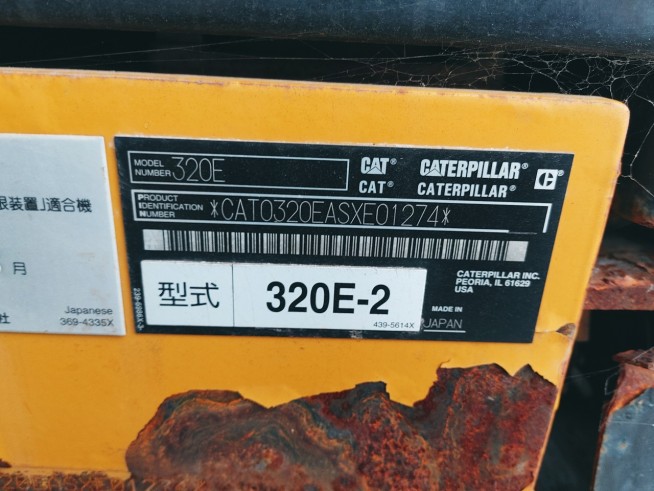 限装置」適合機
月
社
Japanese
369-4335X
MODEL NUMBER 320E
CAT® CATERPILLAR®
CAT® CATERPILLAR®
PRODUCT IDENTIFICATION NUMBER *CAT0320EASXE01274*
CATERPILLAR INC.
PEORIA, IL 61629
USA
型式 320E-2
439-5614X
MADE IN
JAPAN